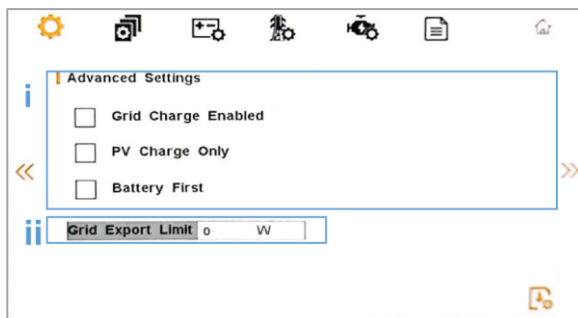 i
Advanced Settings
Grid Charge Enabled
PV Charge Only
Battery First
ii
Grid Export Limit 0 W